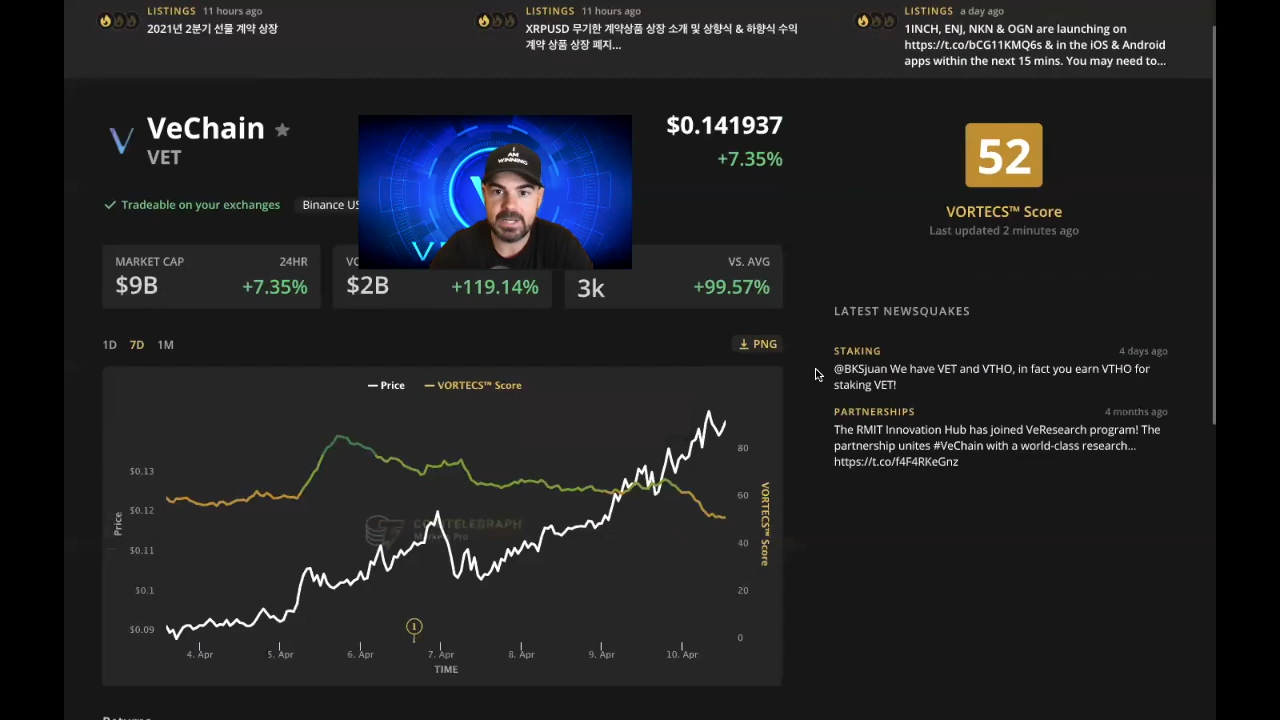 LISTINGS 11 hours ago
2021년 2분기 선물 계약 상장
LISTINGS 11 hours ago
XRPUSD 무기한 계약상품 상장 소개 및 상향식 & 하향식 수익
계약 상품 상장 폐지...
LISTINGS a day ago
1INCH, ENJ, NKN & OGN are launching on
https://t.co/bCG11KMQ6s & in the iOS & Android
apps within the next 15 mins. You may need to...
VeChain
VET
$0.141937
+7.35%
I AM
WINNING
52
VORTECS™ Score
Last updated 2 minutes ago
Tradeable on your exchanges
Binance US
MARKET CAP 24HR
$9B +7.35%
VO
$2B +119.14%
VS. AVG
3k +99.57%
LATEST NEWSQUAKES
STAKING 4 days ago
@BKSjuan We have VET and VTHO, in fact you earn VTHO for
staking VET!
PARTNERSHIPS 4 months ago
The RMIT Innovation Hub has joined VeResearch program! The
partnership unites #VeChain with a world-class research...
https://t.co/f4F4RKeGnz
1D 7D 1M
PNG
Price VORTECS™ Score
$0.13
$0.12
$0.11
$0.1
$0.09
Price
80
60
40
20
0
VORTECS™ Score
COINTELEGRAPH
Markets Pro
1
4. Apr 5. Apr 6. Apr 7. Apr 8. Apr 9. Apr 10. Apr
TIME